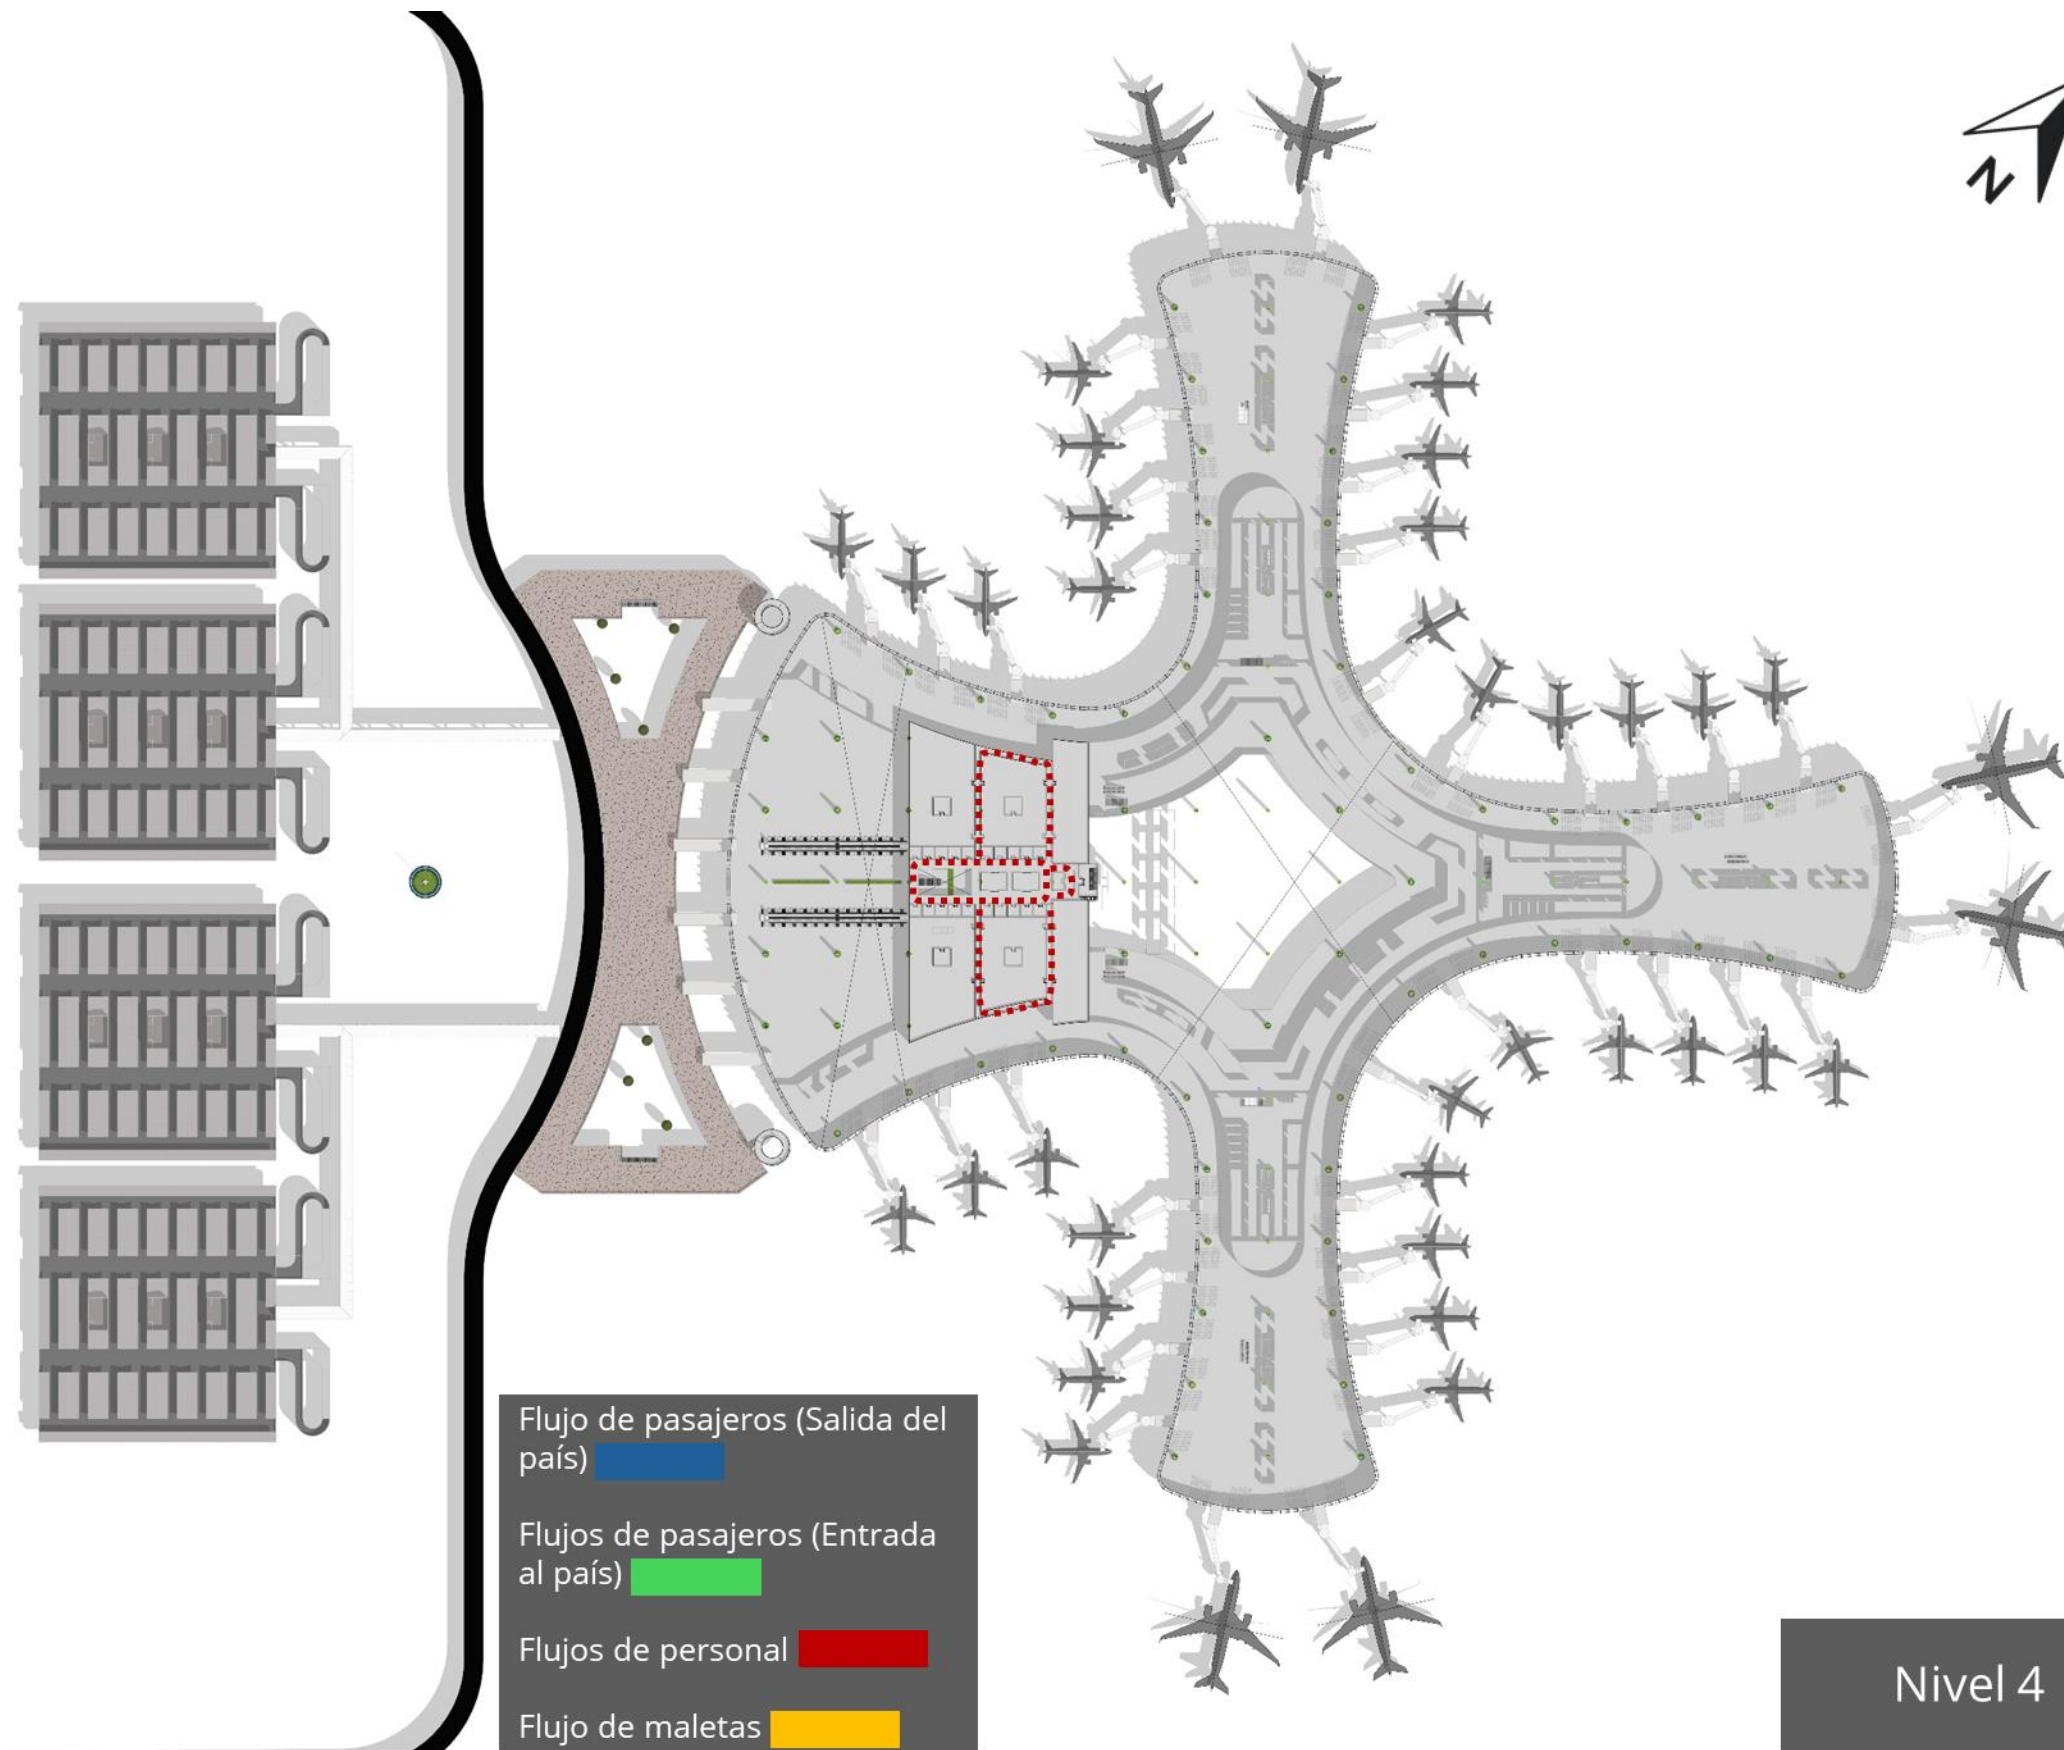 N
Flujo de pasajeros (Salida del
país)
Flujos de pasajeros (Entrada
al país)
Flujos de personal
Flujo de maletas
Nivel 4